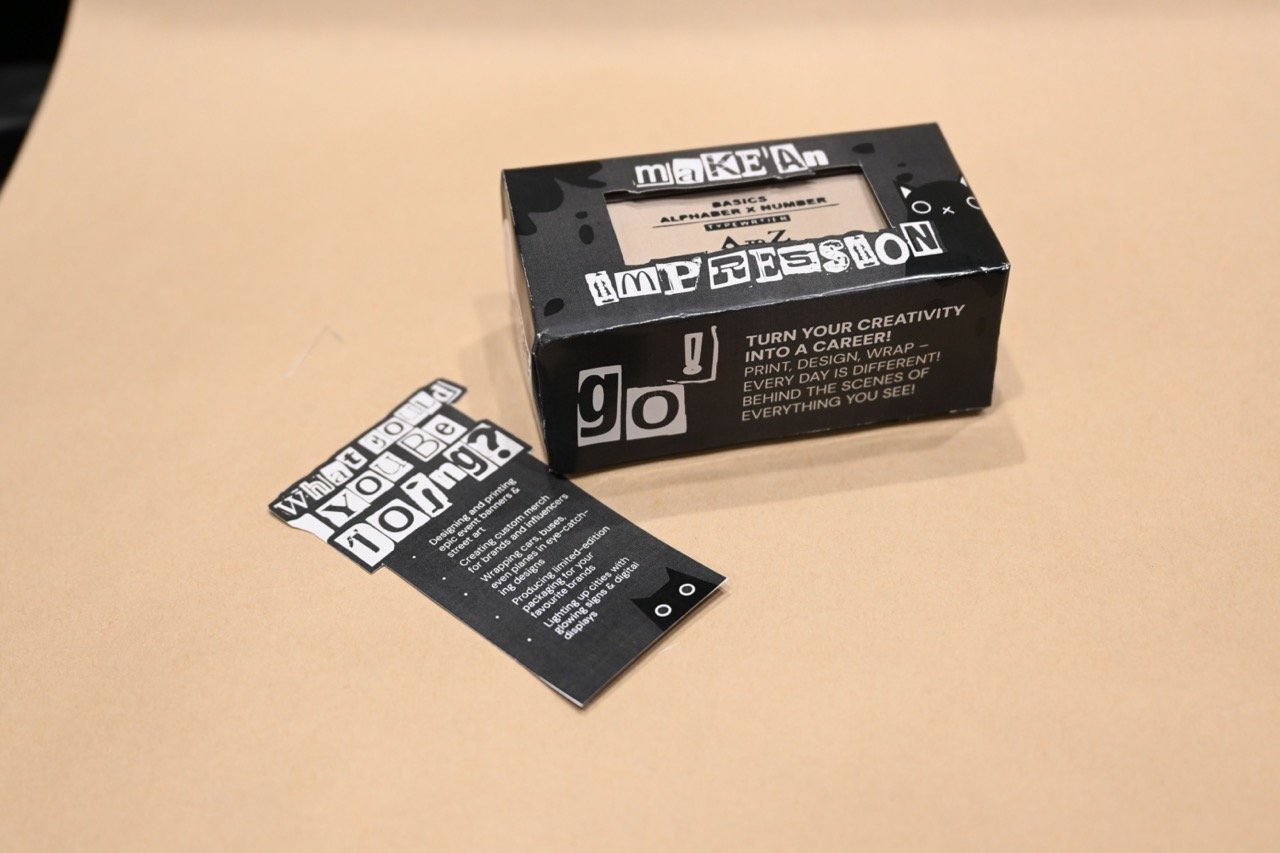 maKE An
BASICS
ALPHABER X NUMBER
TYPEWRITER
A to Z
IMPRESSION
go!
TURN YOUR CREATIVITY
INTO A CAREER!
PRINT, DESIGN, WRAP –
EVERY DAY IS DIFFERENT!
BEHIND THE SCENES OF
EVERYTHING YOU SEE!
What could
YOU Be
DOing?
• Designing and printing
epic event banners &
street art
• Creating custom merch
for brands and influencers
• Wrapping cars, buses,
even planes in eye-catch-
ing designs
• Producing limited-edition
packaging for your
favourite brands
• Lighting up cities with
glowing signs & digital
displays